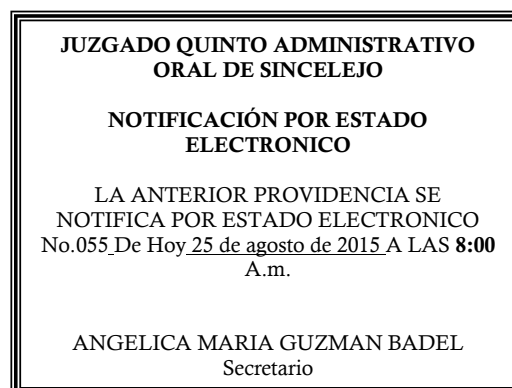 JUZGADO QUINTO ADMINISTRATIVO
ORAL DE SINCELEJO
NOTIFICACIÓN POR ESTADO
ELECTRONICO
LA ANTERIOR PROVIDENCIA SE
NOTIFICA POR ESTADO ELECTRONICO
No.055 De Hoy 25 de agosto de 2015 A LAS 8:00
A.m.
ANGELICA MARIA GUZMAN BADEL
Secretario